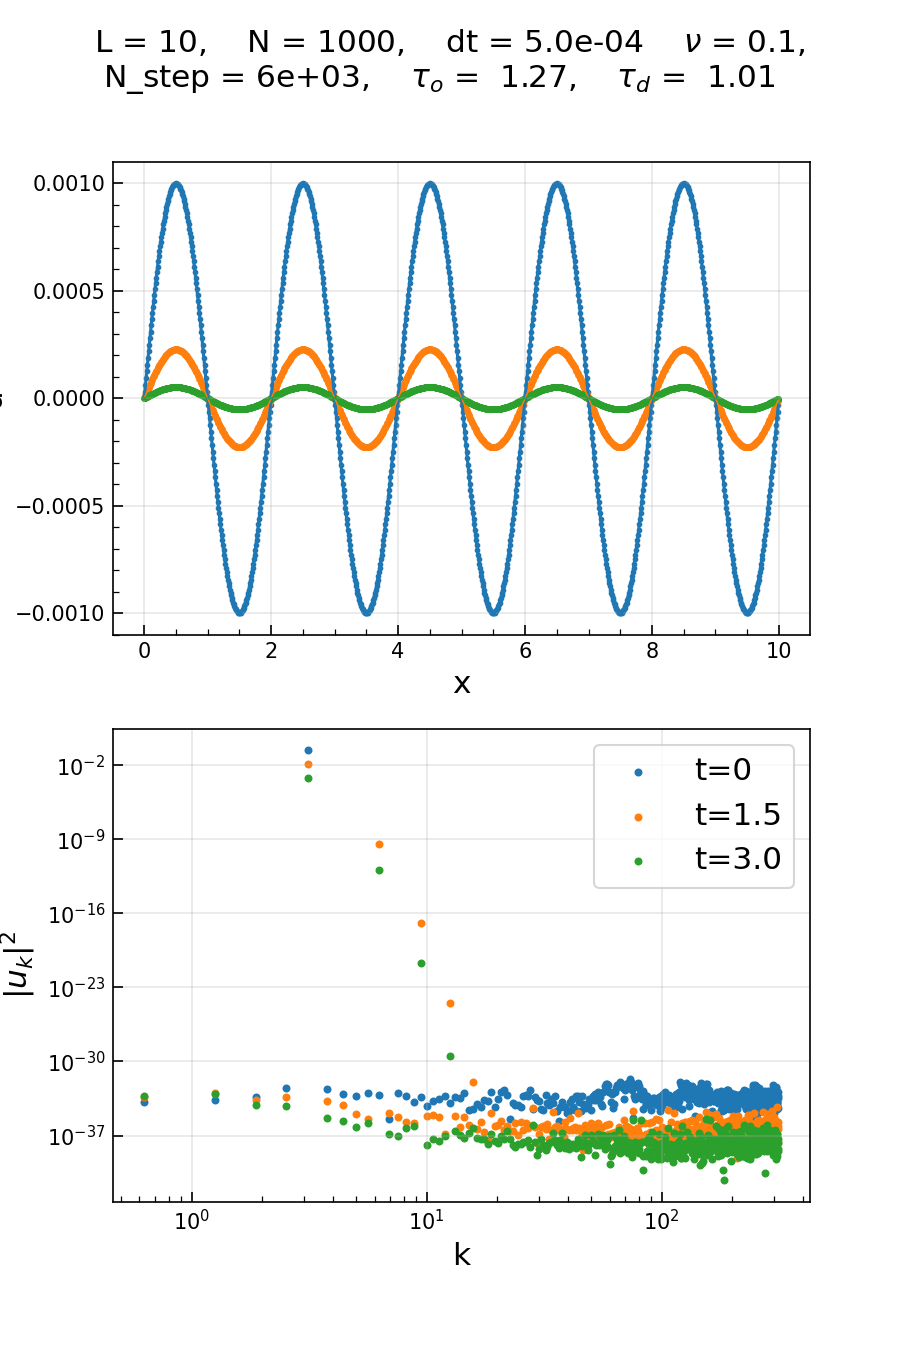 L = 10,    N = 1000,    dt = 5.0e-04    ν = 0.1,
N_step = 6e+03,    τ_o =  1.27,    τ_d =  1.01
0.0010
0.0005
0.0000
−0.0005
−0.0010
0 2 4 6 8 10
x
t=0
t=1.5
t=3.0
10^{-2}
10^{-9}
10^{-16}
10^{-23}
10^{-30}
10^{-37}
|u_k|^2
10^0 10^1 10^2
k